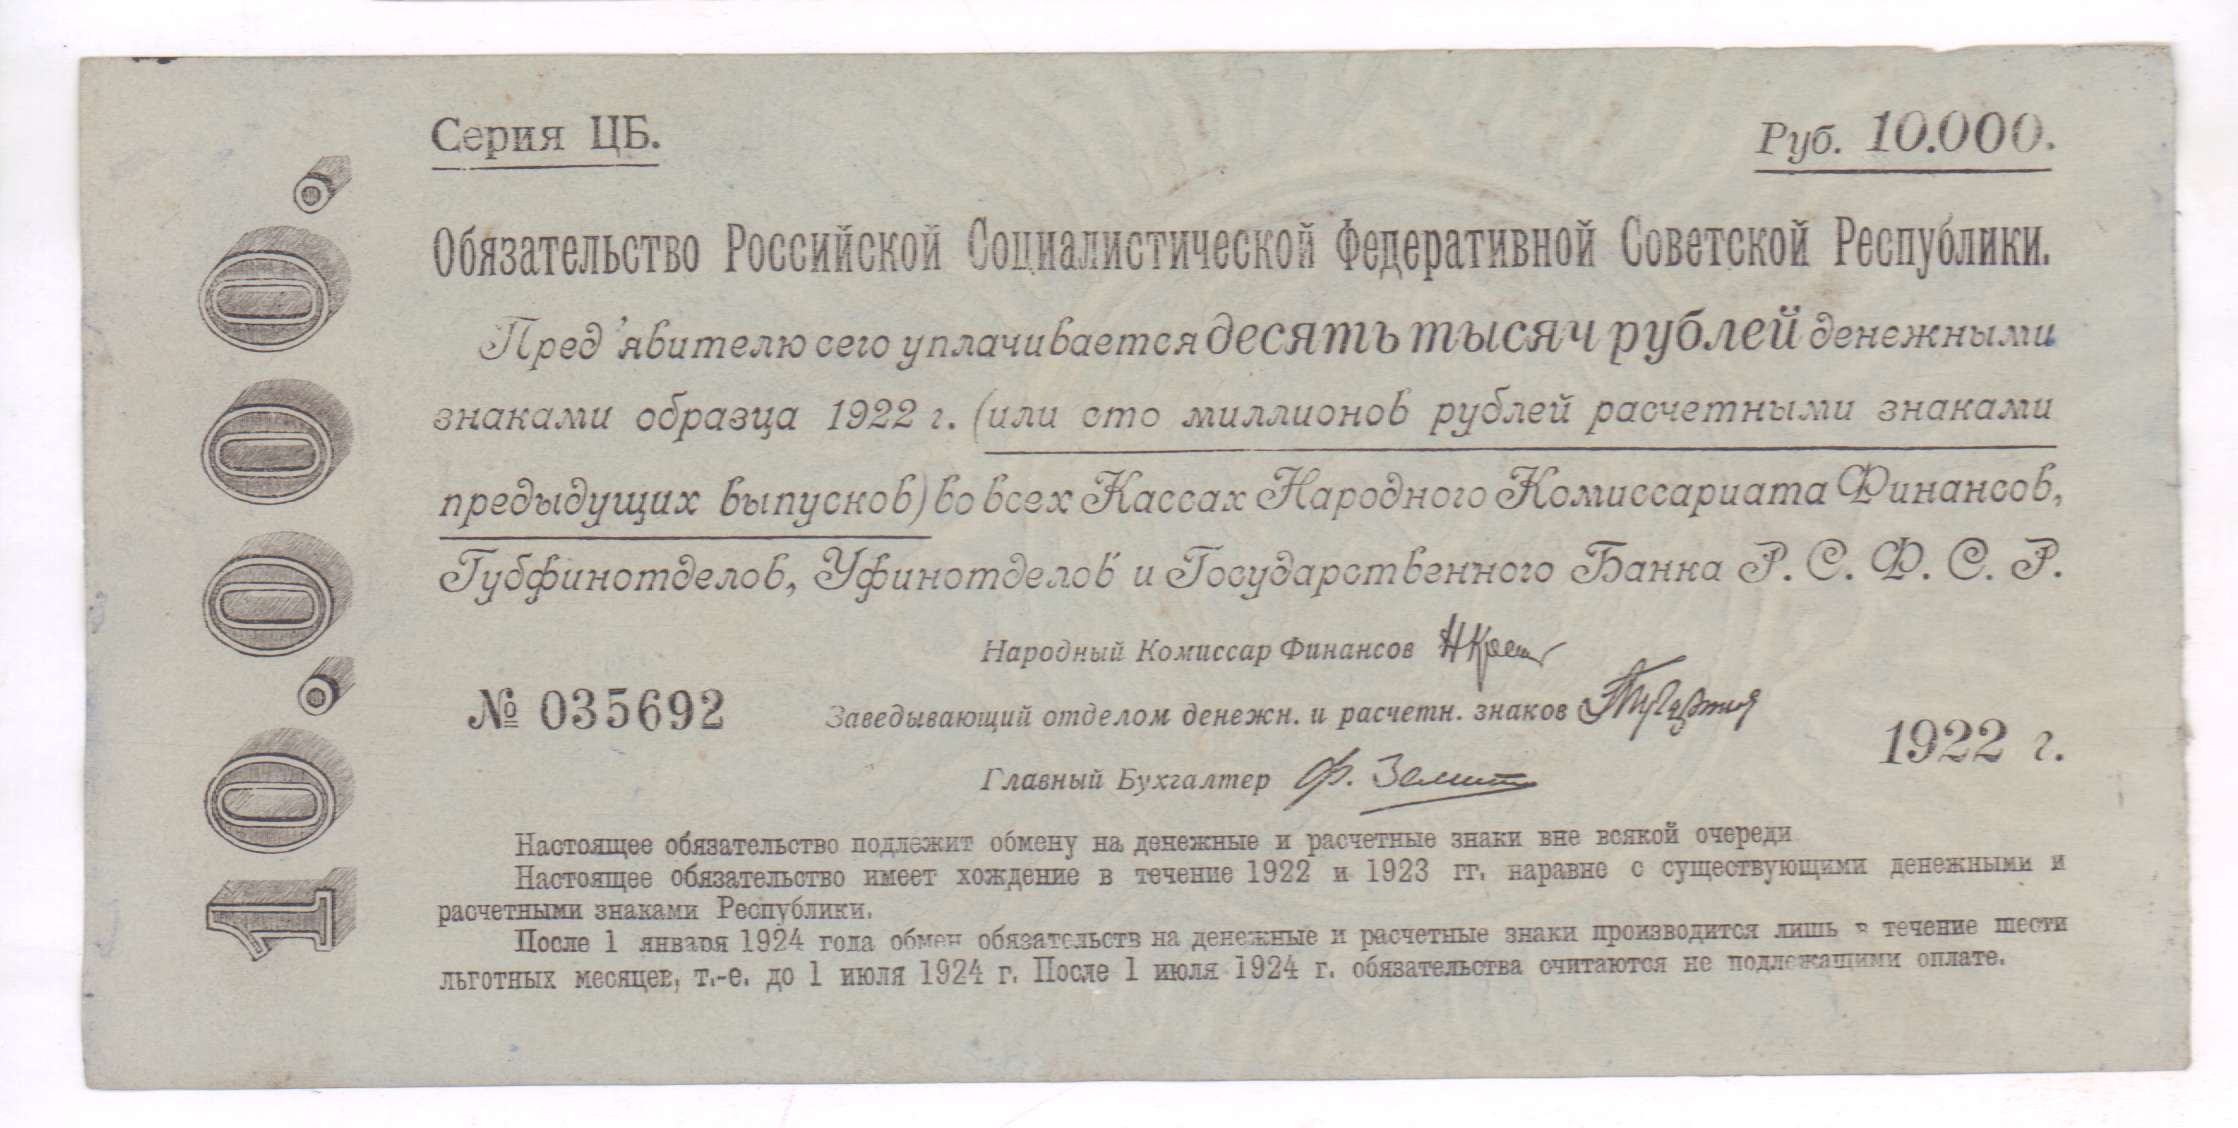 Серия ЦБ.
Руб. 10.000.
Обязательство Российской Социалистической Федеративной Советской Республики.
Пред'явителю сего уплачивается десять тысяч рублей денежными
знаками образца 1922 г. (или сто миллионов рублей расчетными знаками
предыдущих выпусков) во всех Кассах Народного Комиссариата Финансов,
Губфинотделов, Уфинотделов и Государственного Банка Р. С. Ф. С. Р.
Народный Комиссар Финансов
№ 035692
Заведывающий отделом денежн. и расчетн. знаков
1922 г.
Главный Бухгалтер
Настоящее обязательство подлежит обмену на денежные и расчетные знаки вне всякой очереди
Настоящее обязательство имеет хождение в течение 1922 и 1923 гг. наравне с существующими денежными и
расчетными знаками Республики.
После 1 января 1924 года обмен обязательств на денежные и расчетные знаки производится лишь в течение шести
льготных месяцев, т.-е. до 1 июля 1924 г. После 1 июля 1924 г. обязательства считаются не подлежащими оплате.
10.000.